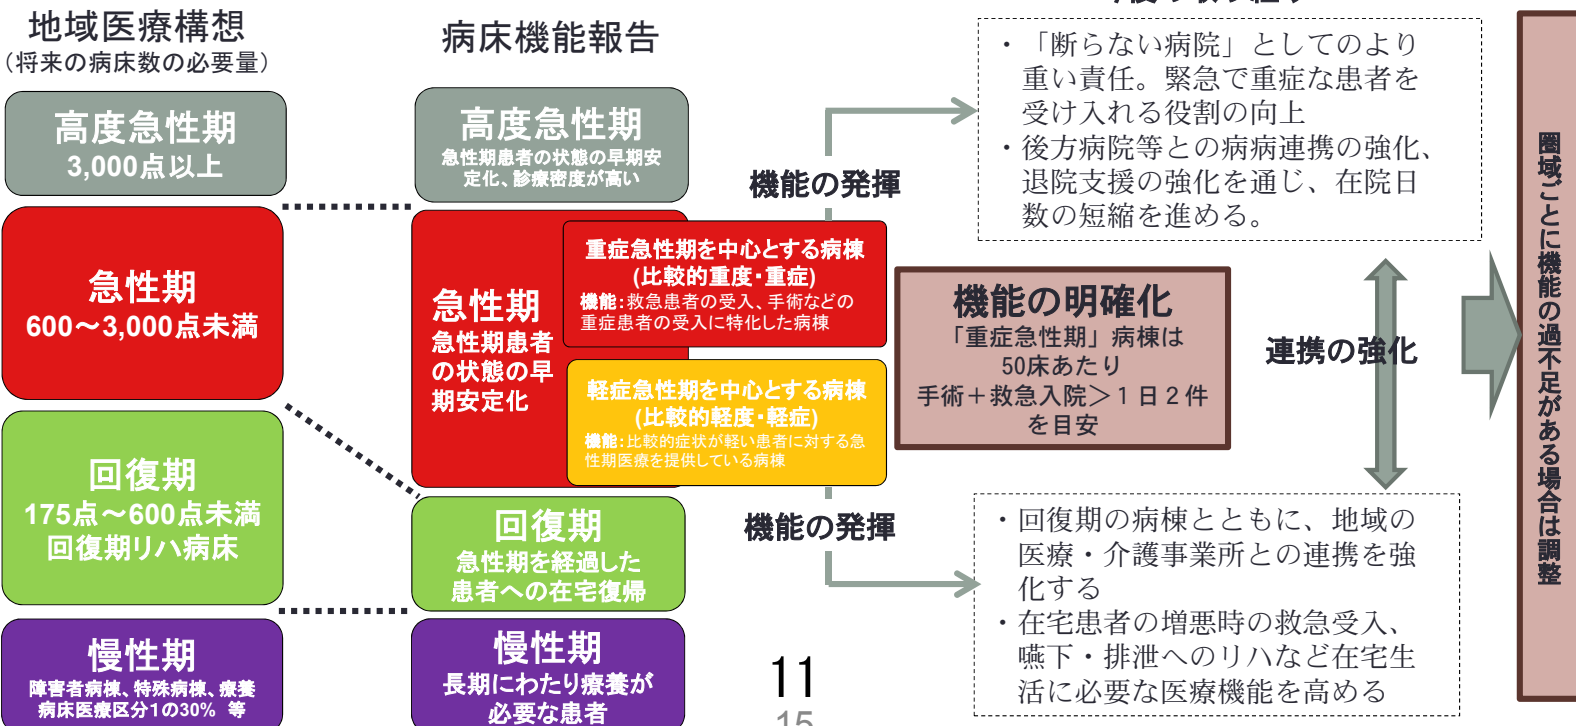 地域医療構想
（将来の病床数の必要量）
高度急性期
3,000点以上
急性期
600～3,000点未満
回復期
175点～600点未満
回復期リハ病床
慢性期
障害者病棟、特殊病棟、療養
病床医療区分1の30% 等
病床機能報告
高度急性期
急性期患者の状態の早期安
定化、診療密度が高い
急性期
急性期患者
の状態の早
期安定化
重症急性期を中心とする病棟
(比較的重度・重症)
機能：救急患者の受入、手術などの
重症患者の受入に特化した病棟
軽症急性期を中心とする病棟
(比較的軽度・軽症)
機能：比較的症状が軽い患者に対する急
性期医療を提供している病棟
回復期
急性期を経過した
患者への在宅復帰
慢性期
長期にわたり療養が
必要な患者
機能の発揮
機能の明確化
「重症急性期」病棟は
50床あたり
手術＋救急入院＞１日２件
を目安
機能の発揮
11
15
・「断らない病院」としてのより
重い責任。緊急で重症な患者を
受け入れる役割の向上
・後方病院等との病病連携の強化、
退院支援の強化を通じ、在院日
数の短縮を進める。
連携の強化
・回復期の病棟とともに、地域の
医療・介護事業所との連携を強
化する
・在宅患者の増悪時の救急受入、
嚥下・排泄へのリハなど在宅生
活に必要な医療機能を高める
圏域ごとに機能の過不足がある場合は調整